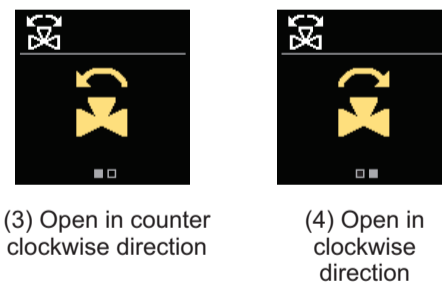 (3) Open in counter
clockwise direction
(4) Open in
clockwise
direction